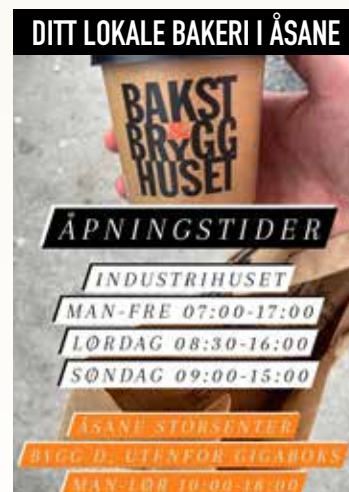 DITT LOKALE BAKERI I ÅSANE
BAKST
&
BRYGG
HUSET
ÅPNINGSTIDER
INDUSTRIHUSET
MAN-FRE 07:00-17:00
LØRDAG 08:30-16:00
SØNDAG 09:00-15:00
ÅSANE STORSENTER
BYGG D, UTENFOR GIGABOKS
MAN-LØR 10:00-18:00